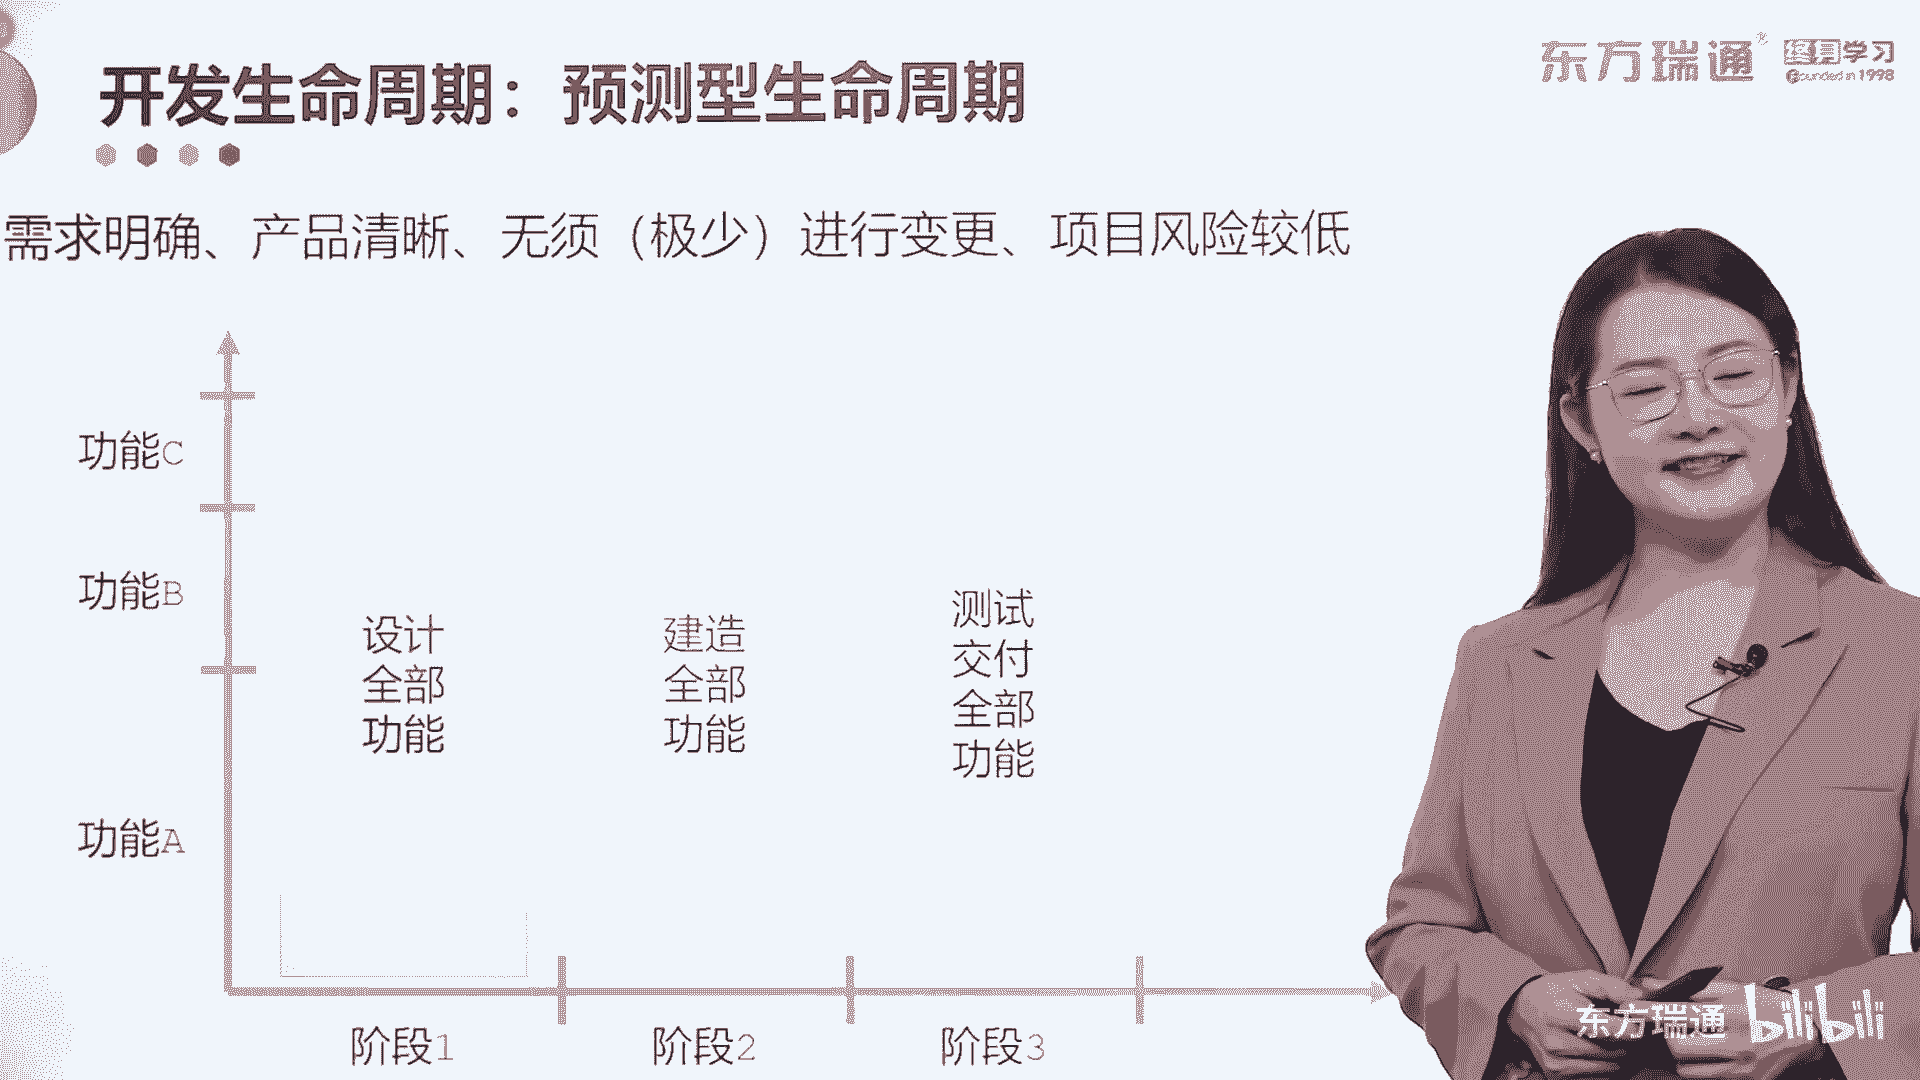 东方瑞通
终身学习
Founded in 1998
开发生命周期：预测型生命周期
需求明确、产品清晰、无须（极少）进行变更、项目风险较低
功能C
功能B
功能A
设计
全部
功能
建造
全部
功能
测试
交付
全部
功能
阶段1
阶段2
阶段3
东方瑞通
bilibili